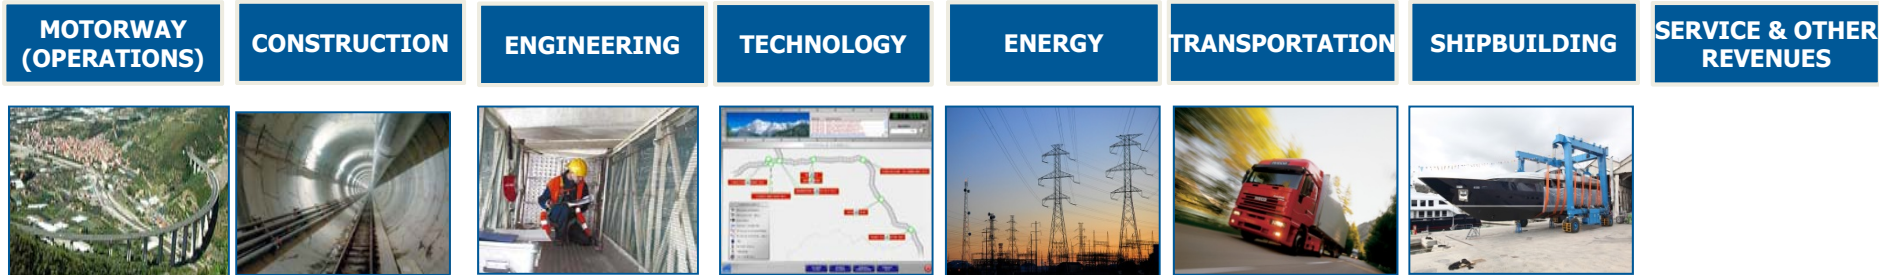 MOTORWAY
(OPERATIONS)
CONSTRUCTION
ENGINEERING
TECHNOLOGY
ENERGY
TRANSPORTATION
SHIPBUILDING
SERVICE & OTHER
REVENUES